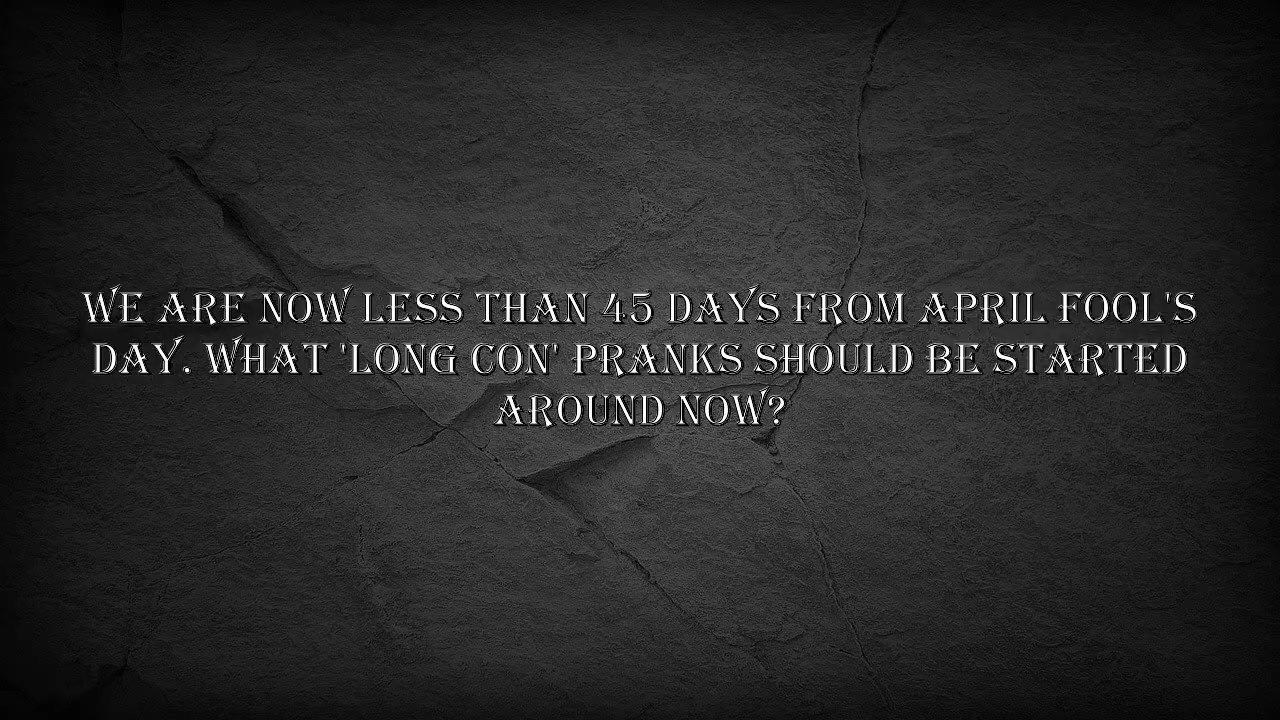 WE ARE NOW LESS THAN 45 DAYS FROM APRIL FOOL'S
DAY. WHAT 'LONG CON' PRANKS SHOULD BE STARTED
AROUND NOW?